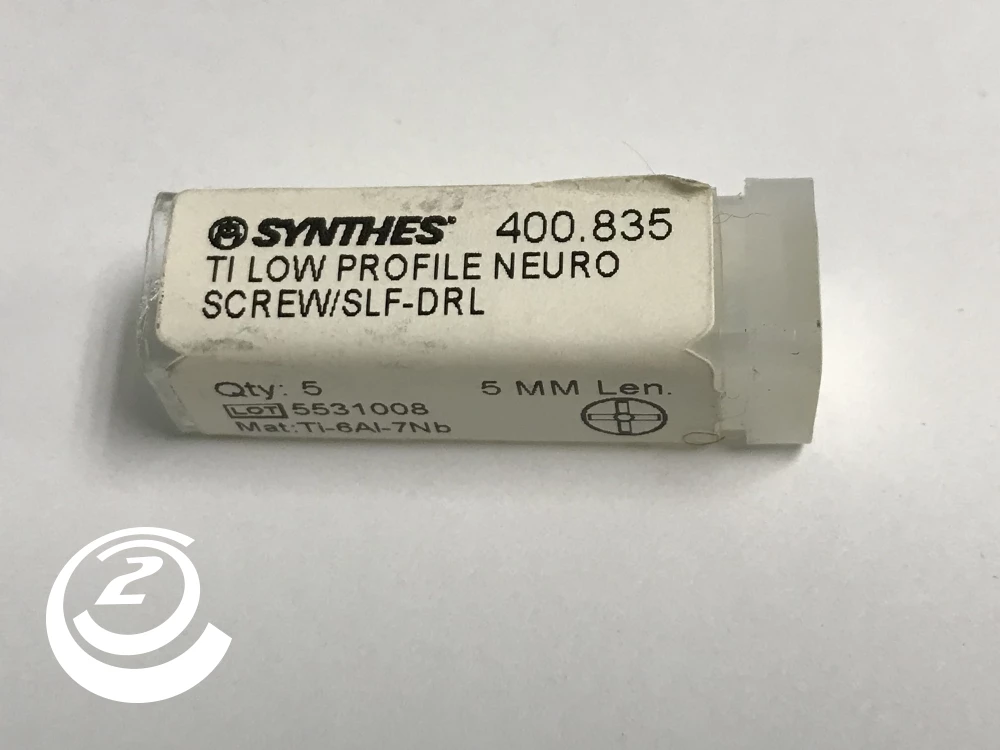 SYNTHES® 400.835
TI LOW PROFILE NEURO
SCREW/SLF-DRL
Qty: 5 5 MM Len.
LOT 5531008
Mat:Ti-6Al-7Nb
2